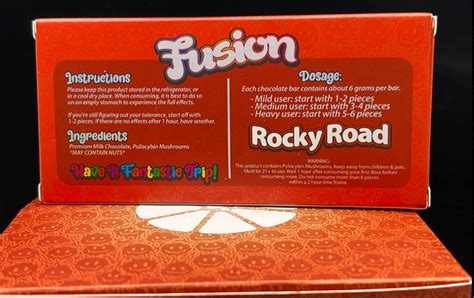 Fusion
Instructions
Please keep this product stored in the refrigerator, or
in a cool dry place. When consuming, it is best to do so
on an empty stomach to experience the full effects.
If you're still figuring out your tolerance, start off with
1-2 pieces. If there are no effects after 1 hour, have another.
Ingredients
Premium Milk Chocolate, Psilocybin Mushrooms
*MAY CONTAIN NUTS*
Have A Fantastic Trip!
Dosage:
Each chocolate bar contains about 6 grams per bar.
- Mild user: start with 1-2 pieces
- Medium user: start with 3-4 pieces
- Heavy user: start with 5-6 pieces
Rocky Road
WARNING:
This product contains Psilocyben Mushrooms. Keep away from children & pets.
Must be 21+ to use. Wait 1 hour after consuming your first dose before
consuming more. Do not consume more than 6 pieces
within a 2 hour time frame.